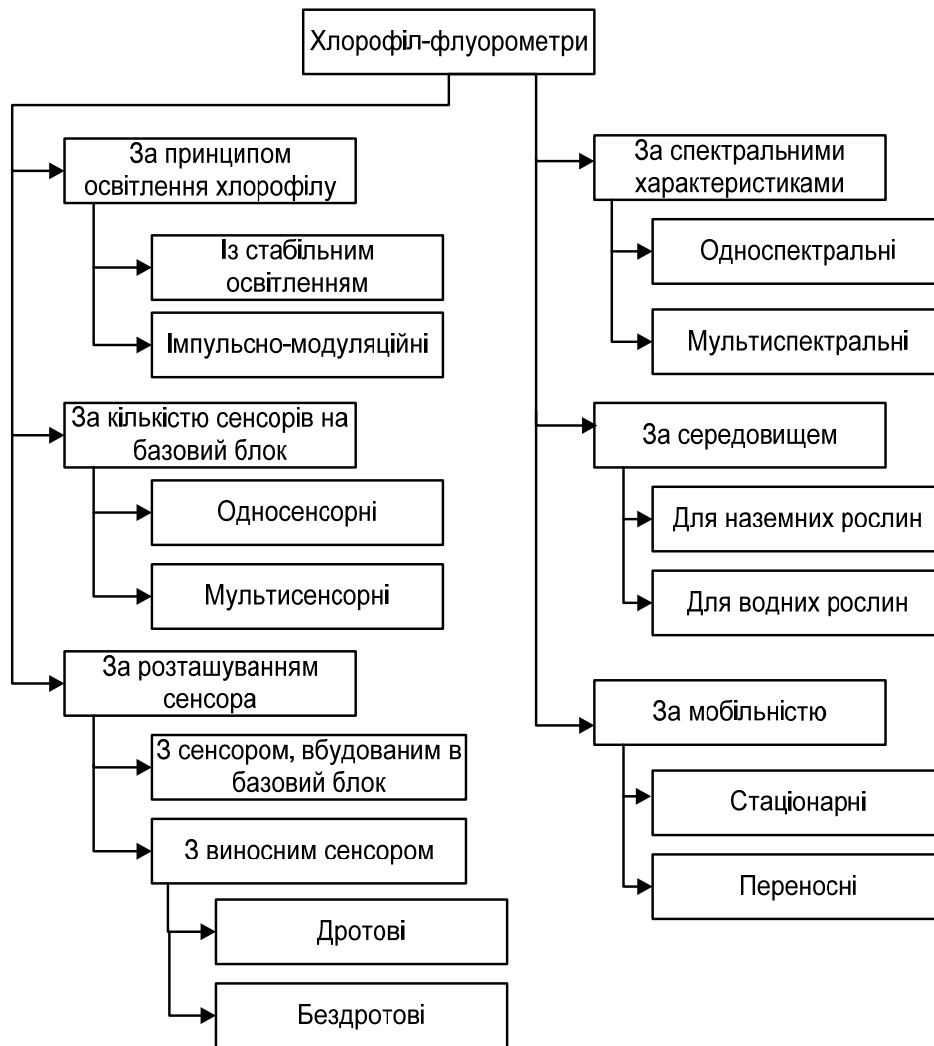 Хлорофіл-флуорометри
За принципом
освітлення хлорофілу
Із стабільним
освітленням
Імпульсно-модуляційні
За кількістю сенсорів на
базовий блок
Односенсорні
Мультисенсорні
За розташуванням
сенсора
З сенсором, вбудованим в
базовий блок
З виносним сенсором
Дротові
Бездротові
За спектральними
характеристиками
Односпектральні
Мультиспектральні
За середовищем
Для наземних рослин
Для водних рослин
За мобільністю
Стаціонарні
Переносні